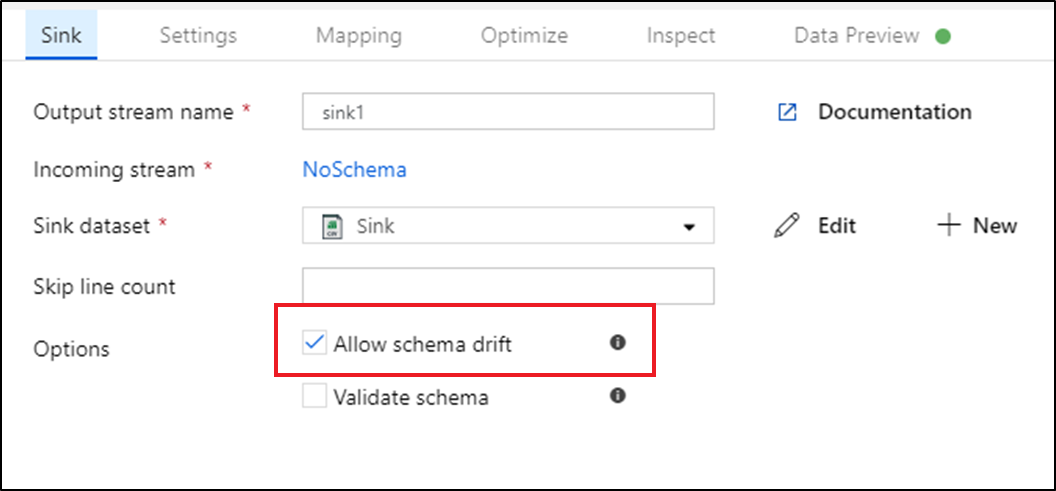 Sink Settings Mapping Optimize Inspect Data Preview
Output stream name * sink1 Documentation
Incoming stream * NoSchema
Sink dataset * Sink Edit + New
Skip line count
Options Allow schema drift
Validate schema